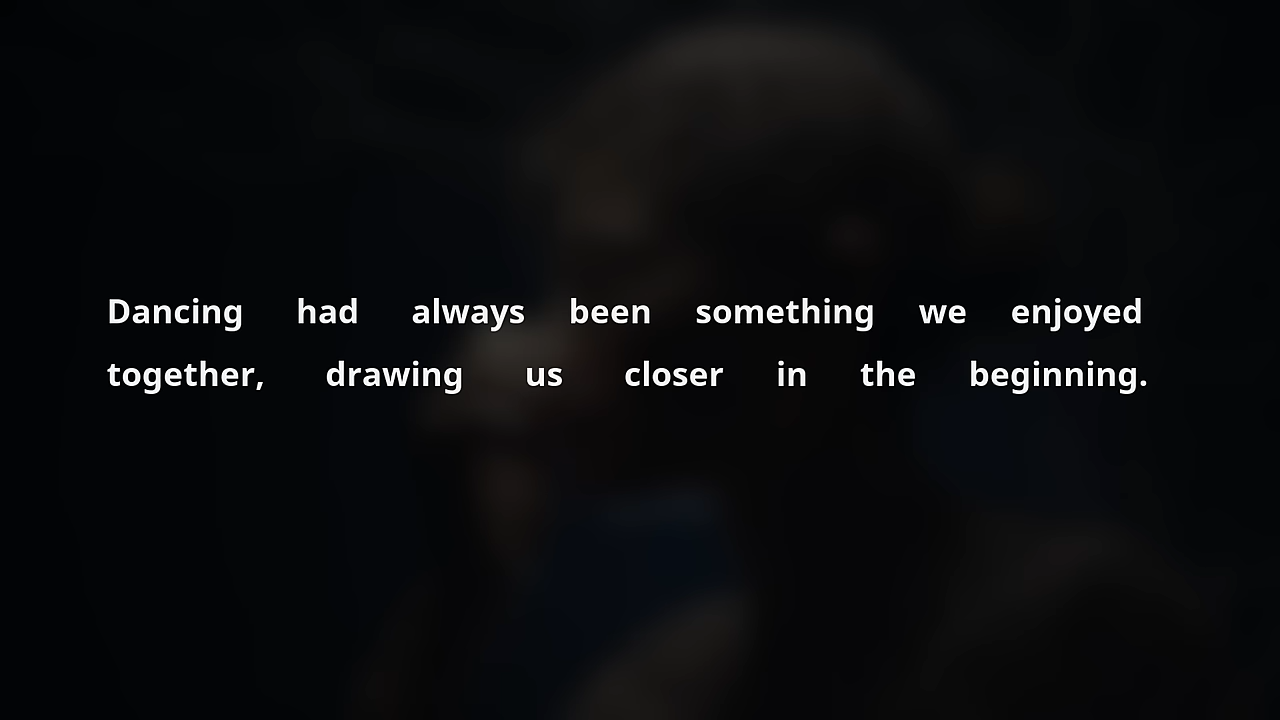 Dancing had always been something we enjoyed
together, drawing us closer in the beginning.